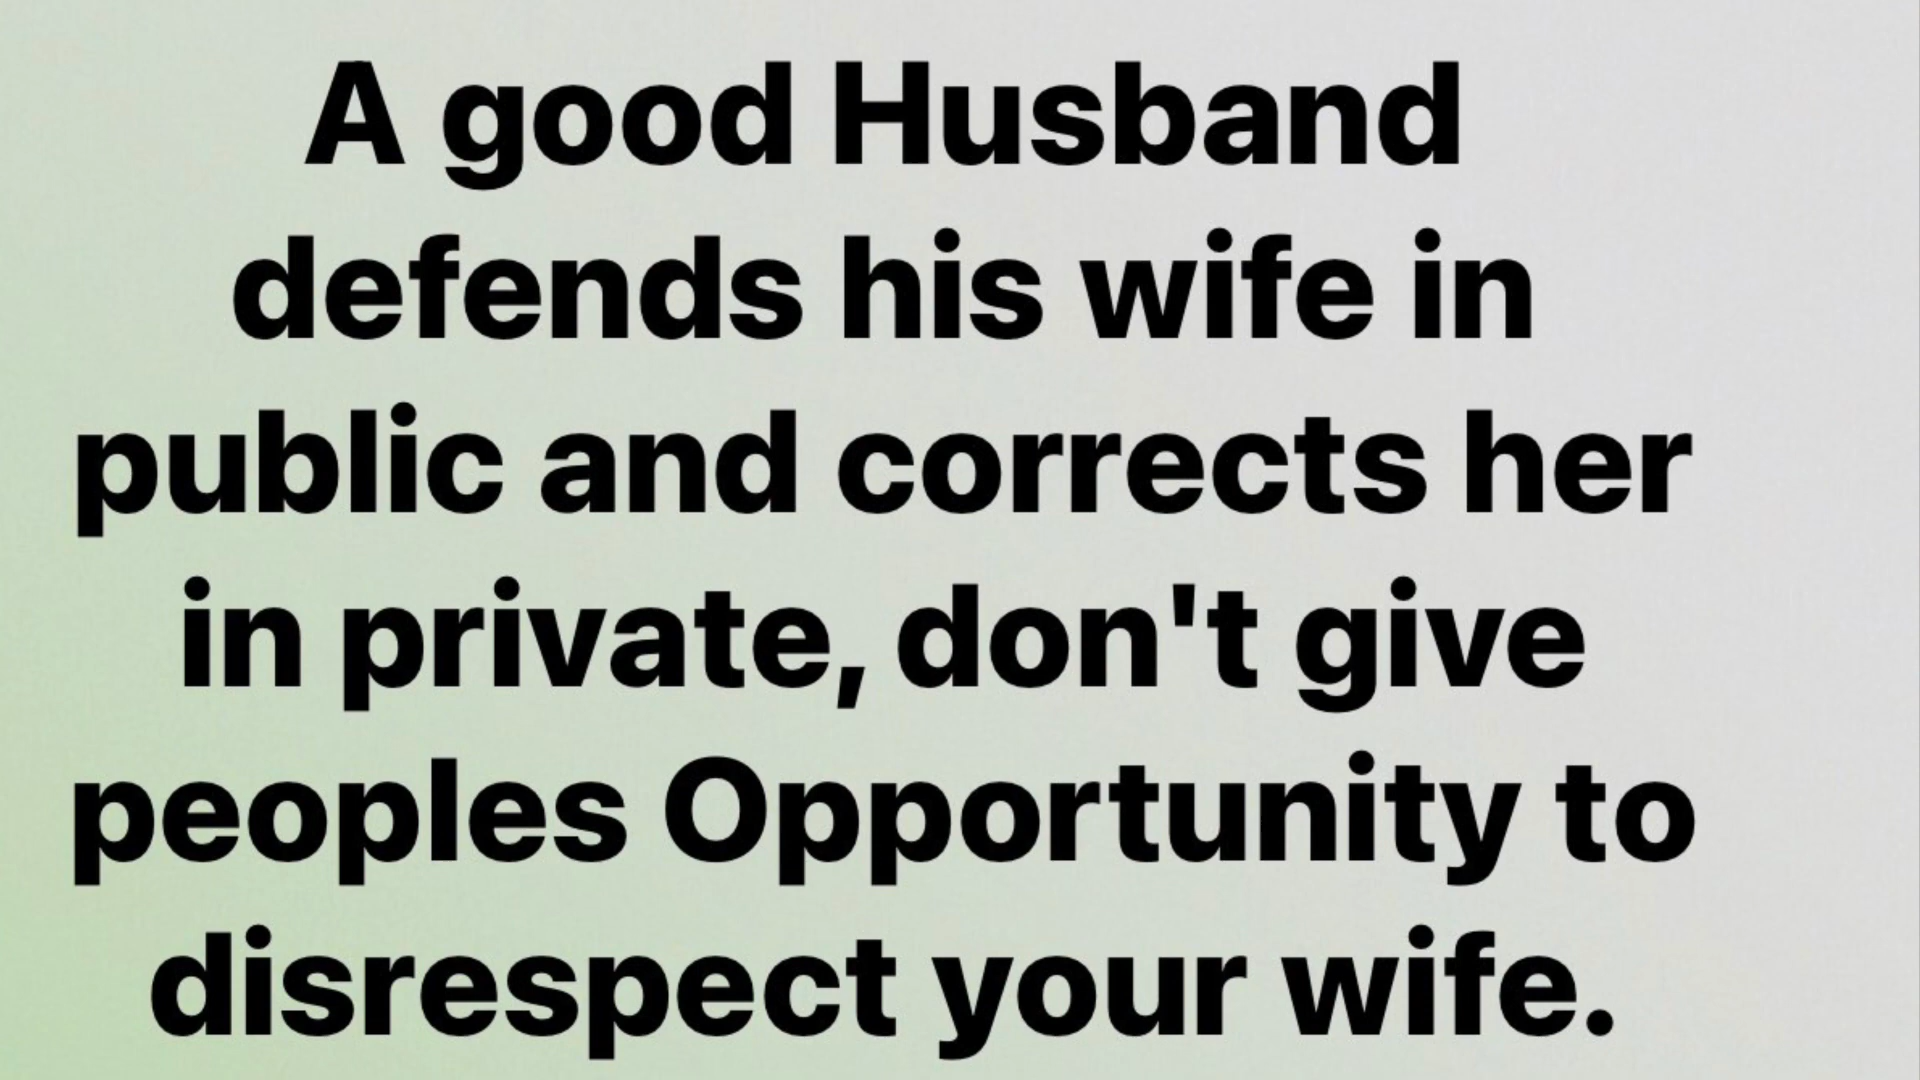 A good Husband
defends his wife in
public and corrects her
in private, don't give
peoples Opportunity to
disrespect your wife.